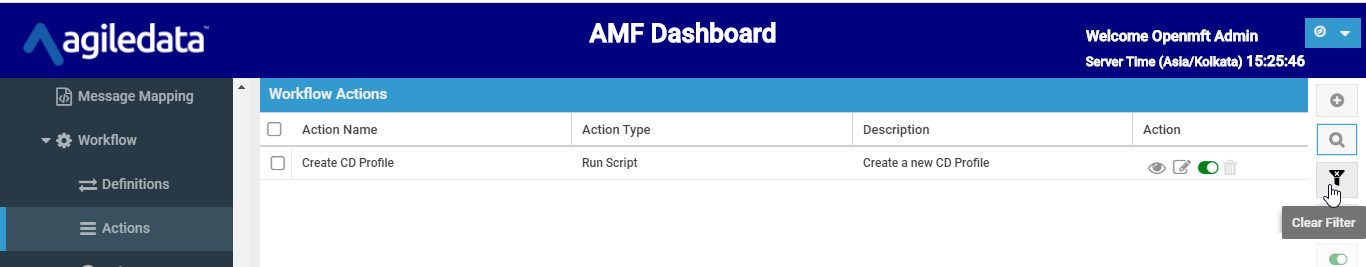 agiledata™
AMF Dashboard
Welcome Openmft Admin
Server Time (Asia/Kolkata) 15:25:46
Message Mapping
Workflow
Definitions
Actions
Workflow Actions
Action Name Action Type Description Action
Create CD Profile Run Script Create a new CD Profile
Clear Filter